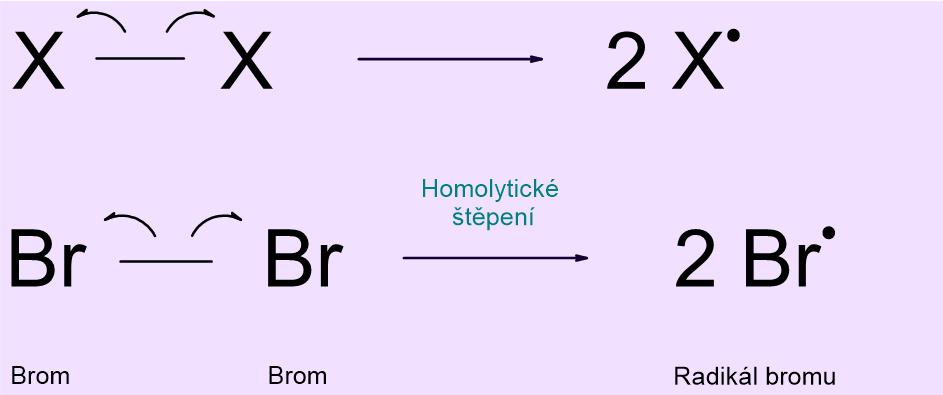 X X 2 X•
Homolytické
štěpení
Br Br 2 Br•
Brom Brom Radikál bromu